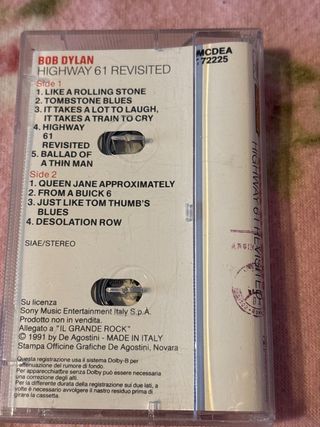 BOB DYLAN
HIGHWAY 61 REVISITED
Side 1
1. LIKE A ROLLING STONE
2. TOMBSTONE BLUES
3. IT TAKES A LOT TO LAUGH,
IT TAKES A TRAIN TO CRY
4. HIGHWAY
61
REVISITED
5. BALLAD OF
A THIN MAN
Side 2
1. QUEEN JANE APPROXIMATELY
2. FROM A BUICK 6
3. JUST LIKE TOM THUMB'S
BLUES
4. DESOLATION ROW
SIAE/STEREO
Su licenza
Sony Music Entertainment Italy S.p.A.
Prodotto non in vendita.
Allegato a "IL GRANDE ROCK"
© 1991 by De Agostini - MADE IN ITALY
Stampa Officine Grafiche De Agostini, Novara
Questa registrazione usa il sistema Dolby-B per
attenuazione del rumore di fondo.
Per apparecchiature senza Dolby può essere necessaria
una correzione degli alti.
Per la differente durata della registrazione sui due lati, a
volte è necessario avvolgere il nastro residuo prima di
girare la cassetta.
MCDEA
172225
HIGHWAY 61 REVISITED